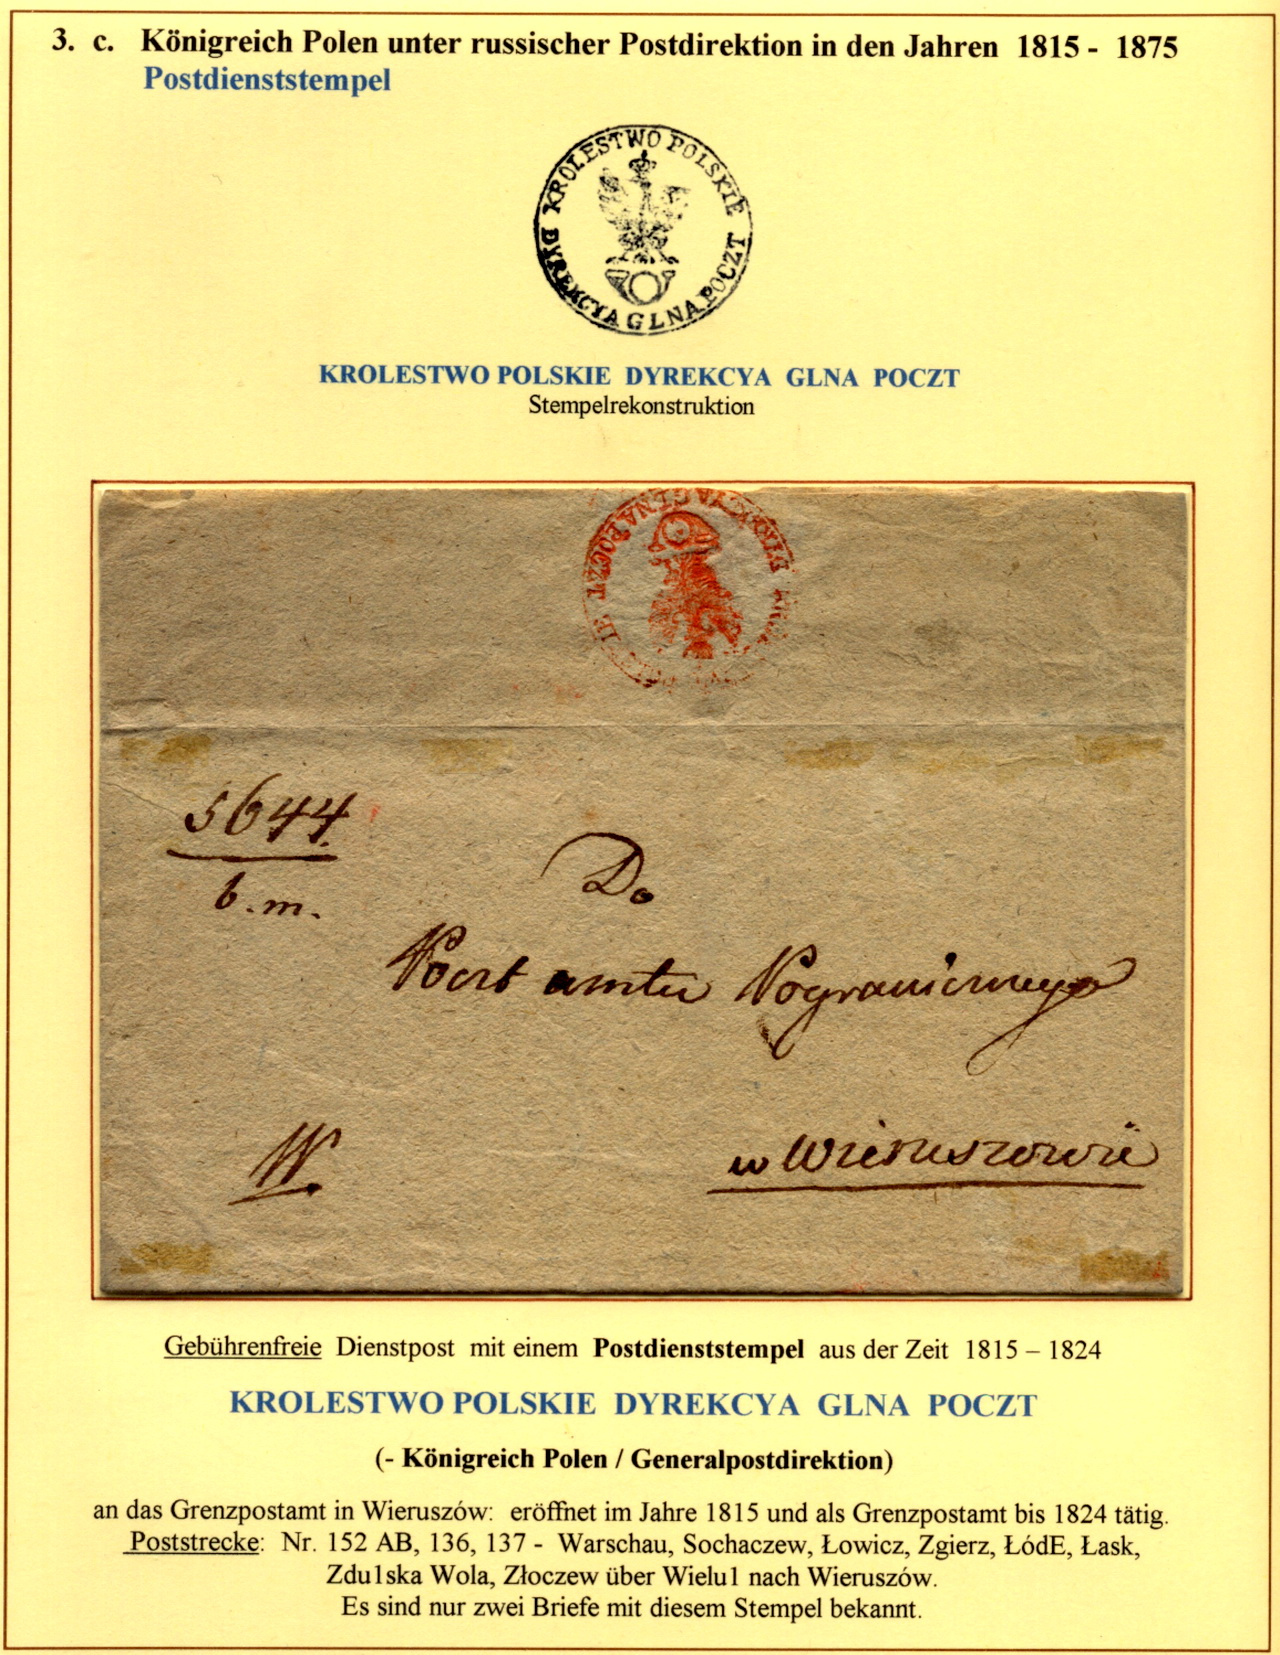 3. c. Königreich Polen unter russischer Postdirektion in den Jahren 1815 - 1875
Postdienststempel
KROLESTWO POLSKIE
DYREKCYA GLNA POCZT
KROLESTWO POLSKIE DYREKCYA GLNA POCZT
Stempelrekonstruktion
GLNA POCZT
5644.
b.m.
Do
Poczt amtu Pogranicznego
W
w Wieruszowie
Gebührenfreie Dienstpost mit einem Postdienststempel aus der Zeit 1815 – 1824
KROLESTWO POLSKIE DYREKCYA GLNA POCZT
(- Königreich Polen / Generalpostdirektion)
an das Grenzpostamt in Wieruszów: eröffnet im Jahre 1815 und als Grenzpostamt bis 1824 tätig.
Poststrecke: Nr. 152 AB, 136, 137 - Warschau, Sochaczew, Łowicz, Zgierz, ŁódE, Łask,
Zdu1ska Wola, Złoczew über Wielu1 nach Wieruszów.
Es sind nur zwei Briefe mit diesem Stempel bekannt.